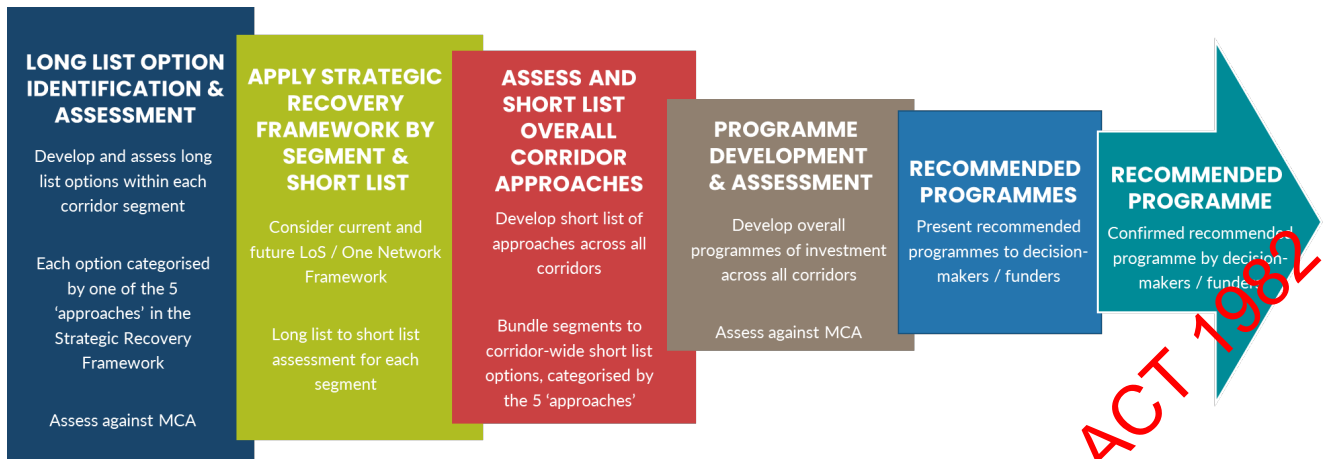 LONG LIST OPTION
IDENTIFICATION &
ASSESSMENT
Develop and assess long
list options within each
corridor segment
Each option categorised
by one of the 5
‘approaches’ in the
Strategic Recovery
Framework
Assess against MCA
APPLY STRATEGIC
RECOVERY
FRAMEWORK BY
SEGMENT &
SHORT LIST
Consider current and
future LoS / One Network
Framework
Long list to short list
assessment for each
segment
ASSESS AND
SHORT LIST
OVERALL
CORRIDOR
APPROACHES
Develop short list of
approaches across all
corridors
Bundle segments to
corridor-wide short list
options, categorised by
the 5 ‘approaches’
PROGRAMME
DEVELOPMENT
& ASSESSMENT
Develop overall
programmes of investment
across all corridors
Assess against MCA
RECOMMENDED
PROGRAMMES
Present recommended
programmes to decision-
makers / funders
RECOMMENDED
PROGRAMME
Confirmed recommended
programme by decision-
makers / funders
ACT 1982